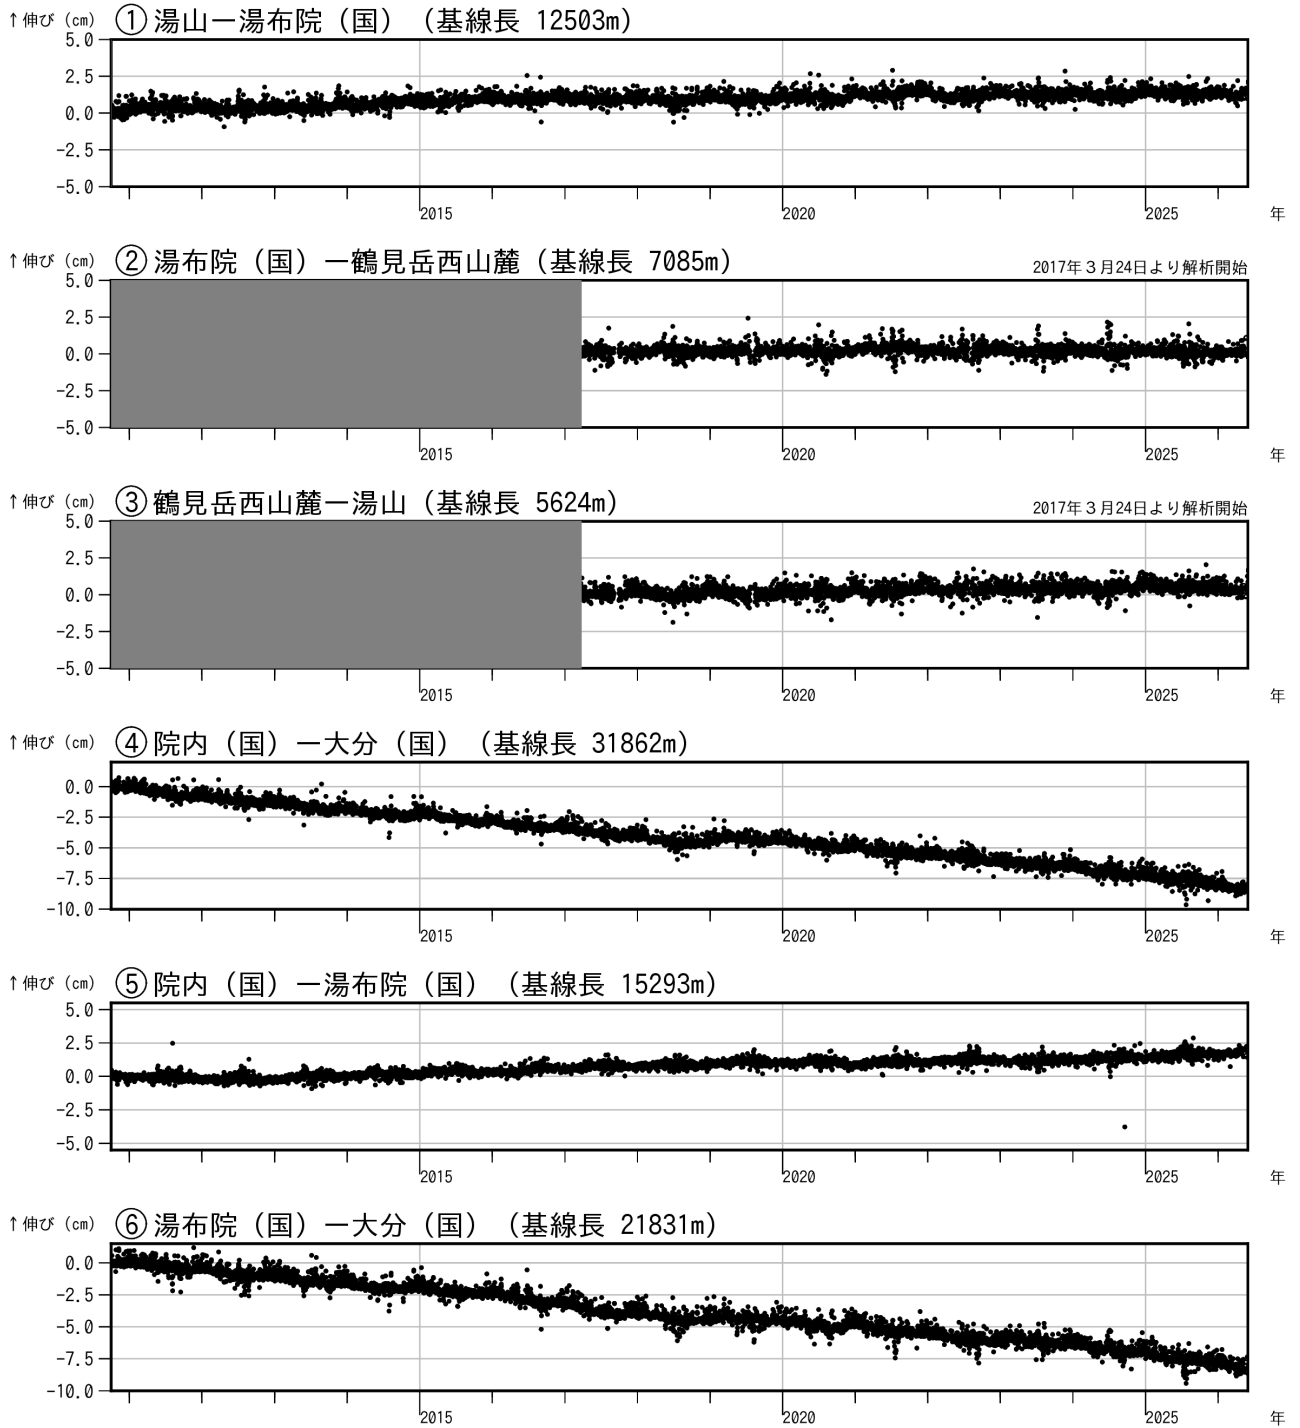 ↑伸び（cm） ①湯山ー湯布院（国）（基線長 12503m）
5.0
2.5
0.0
-2.5
-5.0
2015 2020 2025 年
↑伸び（cm） ②湯布院（国）ー鶴見岳西山麓（基線長 7085m） 2017年３月24日より解析開始
5.0
2.5
0.0
-2.5
-5.0
2015 2020 2025 年
↑伸び（cm） ③鶴見岳西山麓ー湯山（基線長 5624m） 2017年３月24日より解析開始
5.0
2.5
0.0
-2.5
-5.0
2015 2020 2025 年
↑伸び（cm） ④院内（国）ー大分（国）（基線長 31862m）
0.0
-2.5
-5.0
-7.5
-10.0
2015 2020 2025 年
↑伸び（cm） ⑤院内（国）ー湯布院（国）（基線長 15293m）
5.0
2.5
0.0
-2.5
-5.0
2015 2020 2025 年
↑伸び（cm） ⑥湯布院（国）ー大分（国）（基線長 21831m）
0.0
-2.5
-5.0
-7.5
-10.0
2015 2020 2025 年